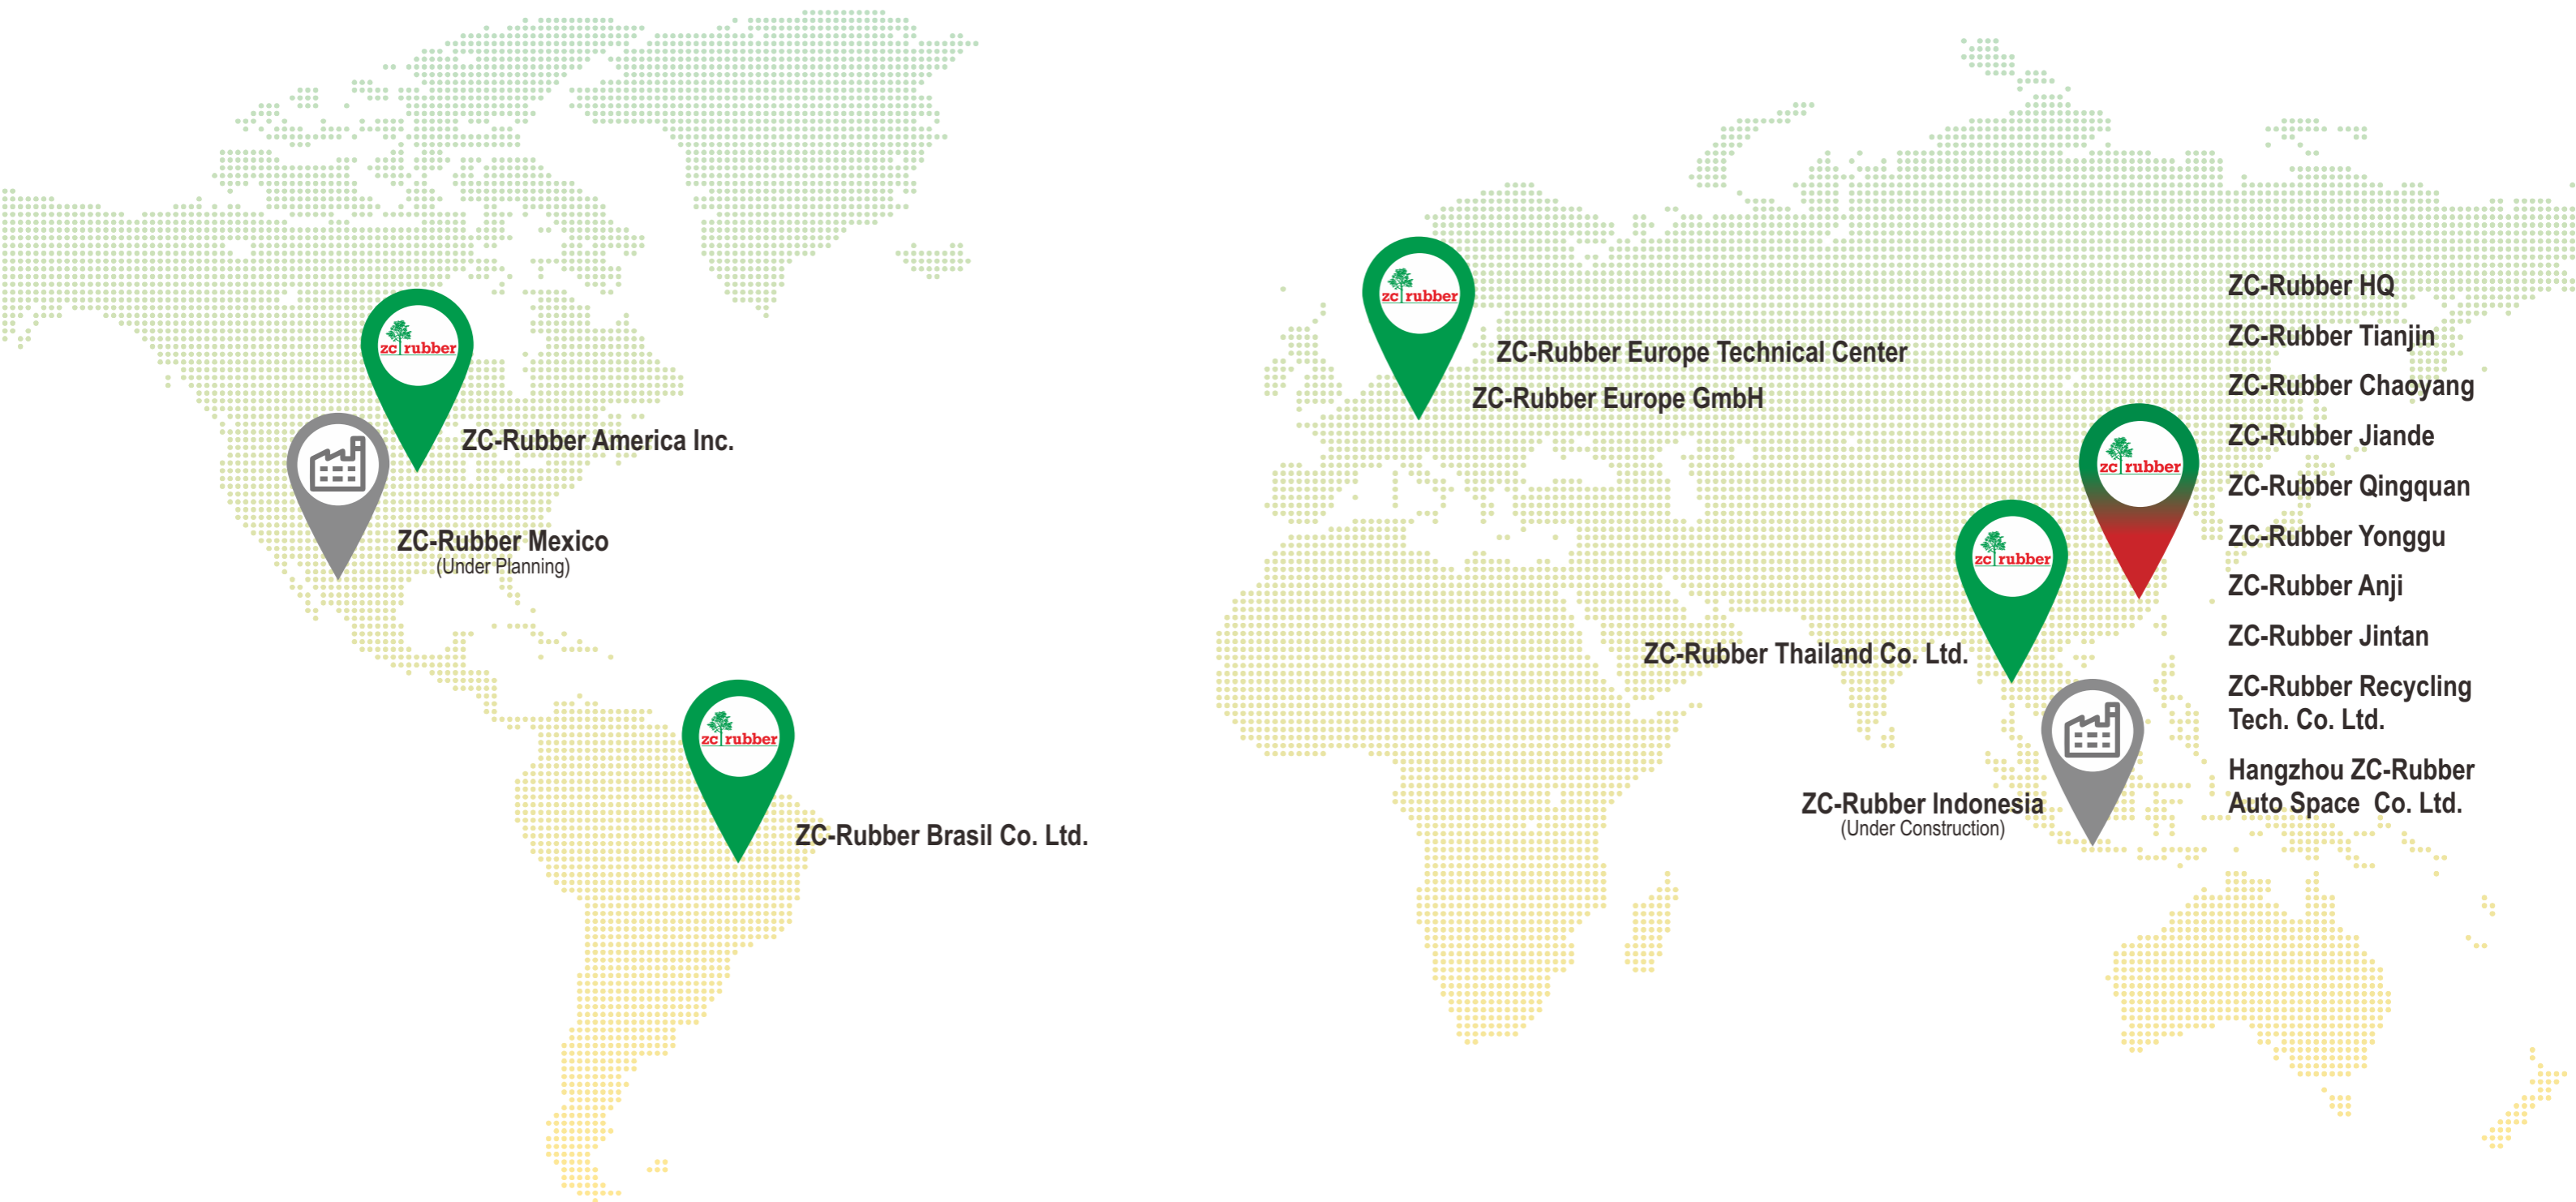 zc rubber
ZC-Rubber America Inc.
ZC-Rubber Mexico
(Under Planning)
zc rubber
ZC-Rubber Brasil Co. Ltd.
zc rubber
ZC-Rubber Europe Technical Center
ZC-Rubber Europe GmbH
zc rubber
ZC-Rubber Thailand Co. Ltd.
ZC-Rubber Indonesia
(Under Construction)
zc rubber
ZC-Rubber HQ
ZC-Rubber Tianjin
ZC-Rubber Chaoyang
ZC-Rubber Jiande
ZC-Rubber Qingquan
ZC-Rubber Yonggu
ZC-Rubber Anji
ZC-Rubber Jintan
ZC-Rubber Recycling
Tech. Co. Ltd.
Hangzhou ZC-Rubber
Auto Space Co. Ltd.